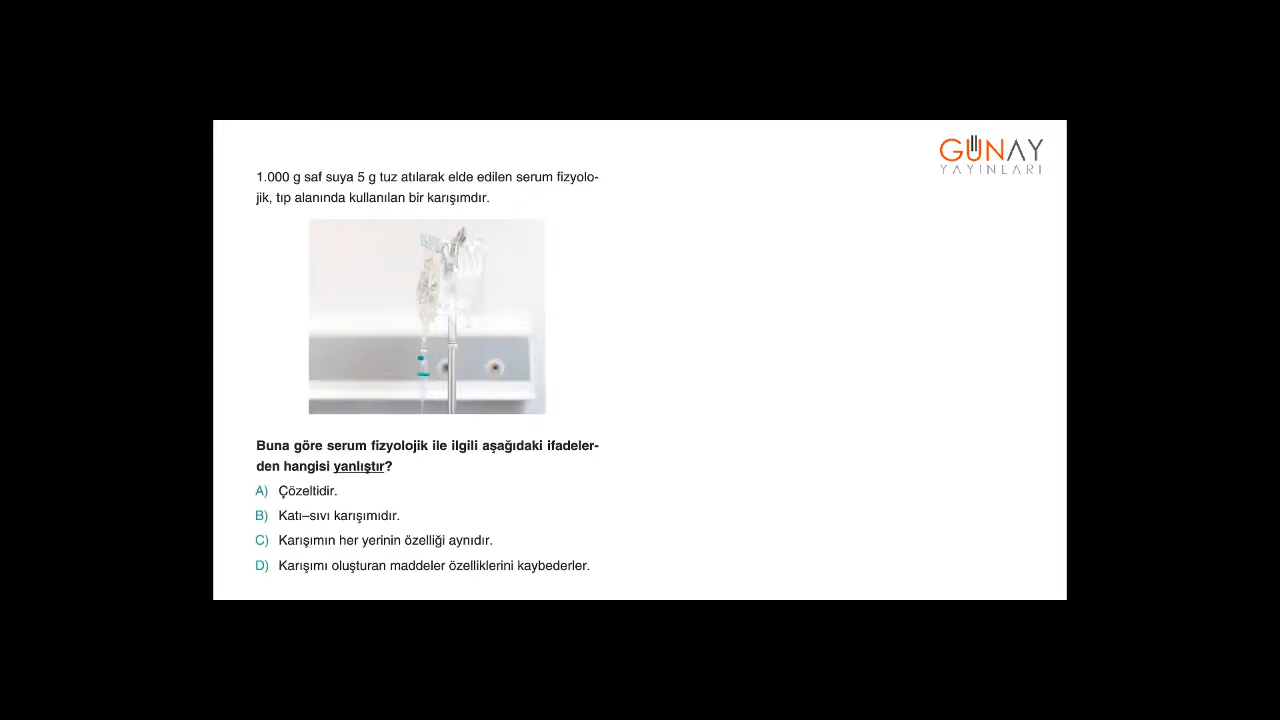 GÜNAY
YAYINLARI
1.000 g saf suya 5 g tuz atılarak elde edilen serum fizyolo-
jik, tıp alanında kullanılan bir karışımdır.
Buna göre serum fizyolojik ile ilgili aşağıdaki ifadeler-
den hangisi yanlıştır?
A) Çözeltidir.
B) Katı–sıvı karışımıdır.
C) Karışımın her yerinin özelliği aynıdır.
D) Karışımı oluşturan maddeler özelliklerini kaybederler.